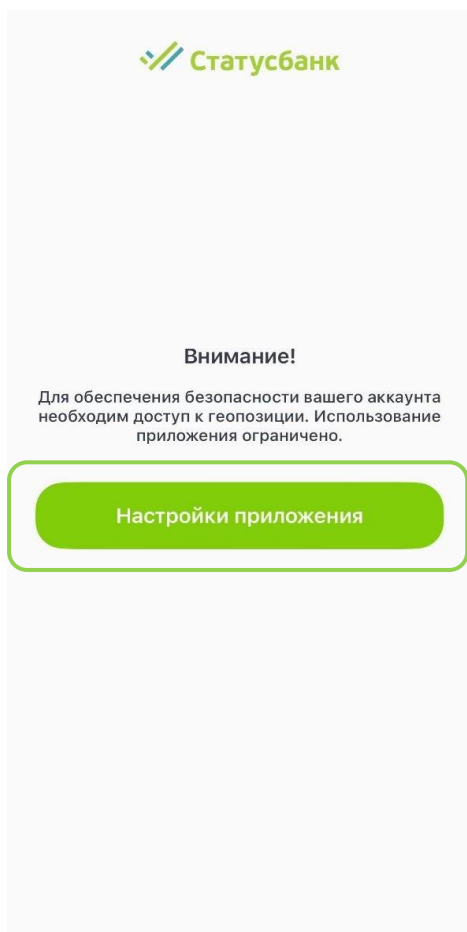 Статусбанк
Внимание!
Для обеспечения безопасности вашего аккаунта
необходим доступ к геопозиции. Использование
приложения ограничено.
Настройки приложения